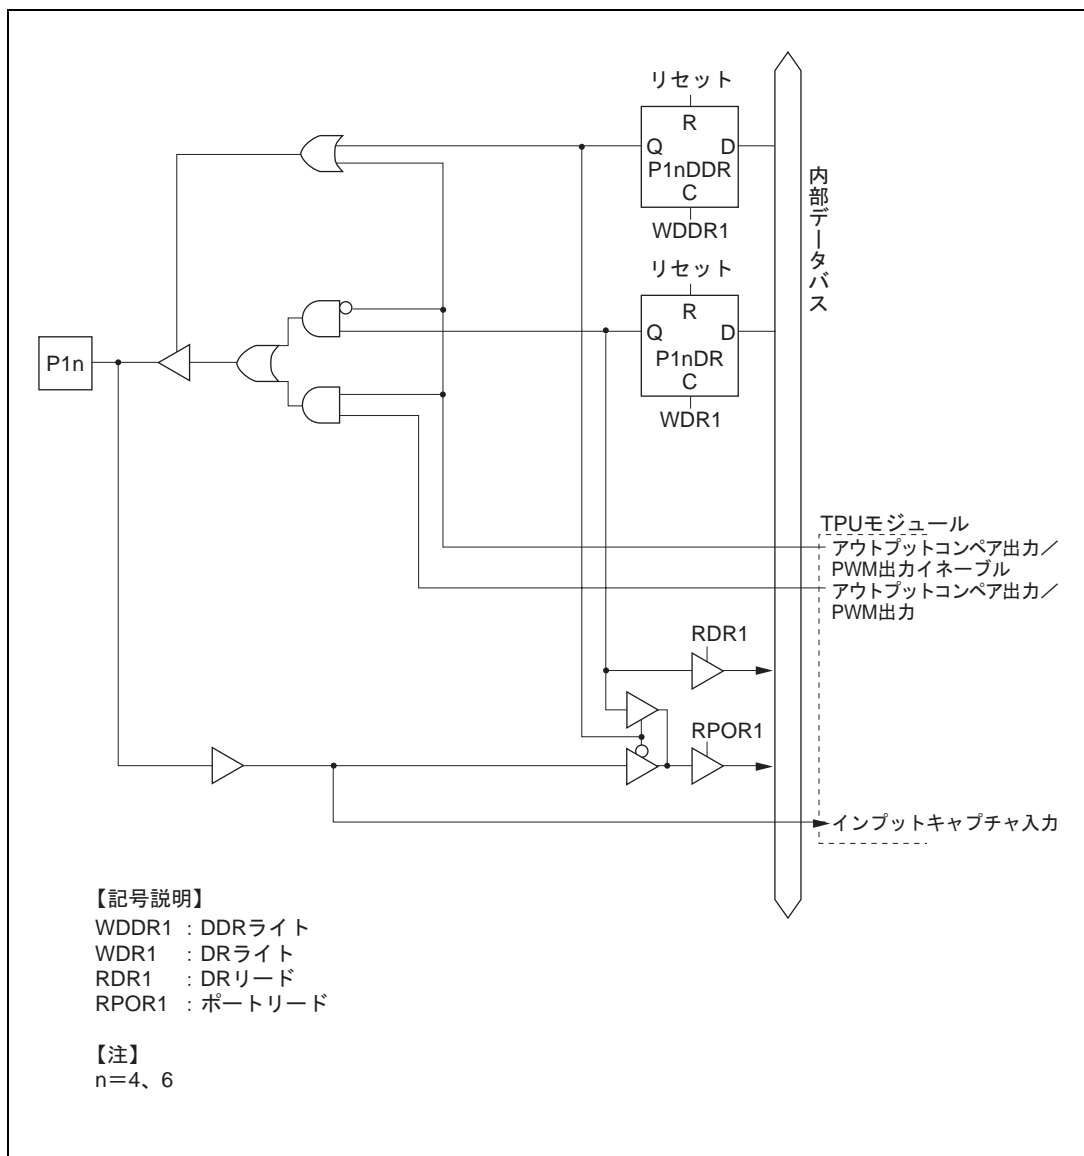 リセット
R
Q D
P1nDDR
C
WDDR1
内部データバス
リセット
R
Q D
P1nDR
C
WDR1
P1n
TPUモジュール
アウトプットコンペア出力／
PWM出力イネーブル
アウトプットコンペア出力／
PWM出力
RDR1
RPOR1
インプットキャプチャ入力
【記号説明】
WDDR1 : DDRライト
WDR1 : DRライト
RDR1 : DRリード
RPOR1 : ポートリード
【注】
n＝4、6